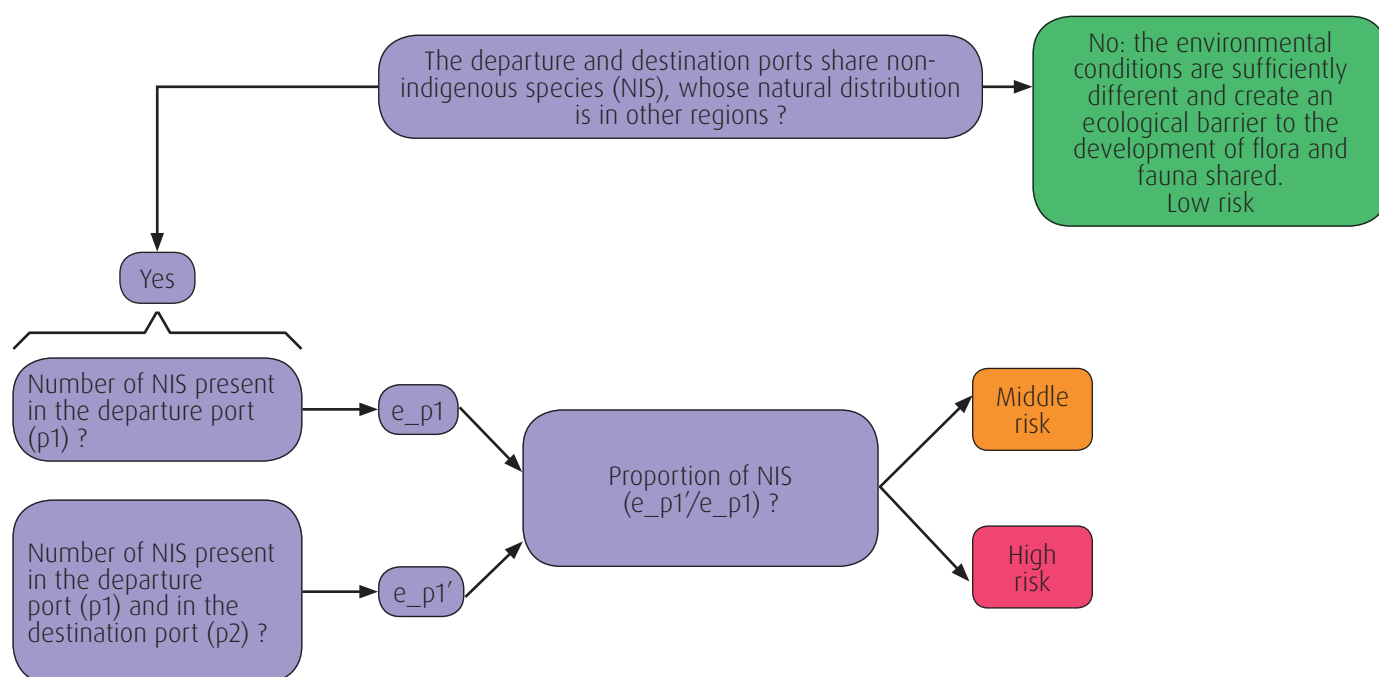 The departure and destination ports share non-
indigenous species (NIS), whose natural distribution
is in other regions ?
No: the environmental
conditions are sufficiently
different and create an
ecological barrier to the
development of flora and
fauna shared.
Low risk
Yes
Number of NIS present
in the departure port
(p1) ?
e_p1
Proportion of NIS
(e_p1'/e_p1) ?
Middle
risk
High
risk
Number of NIS present
in the departure
port (p1) and in the
destination port (p2) ?
e_p1'